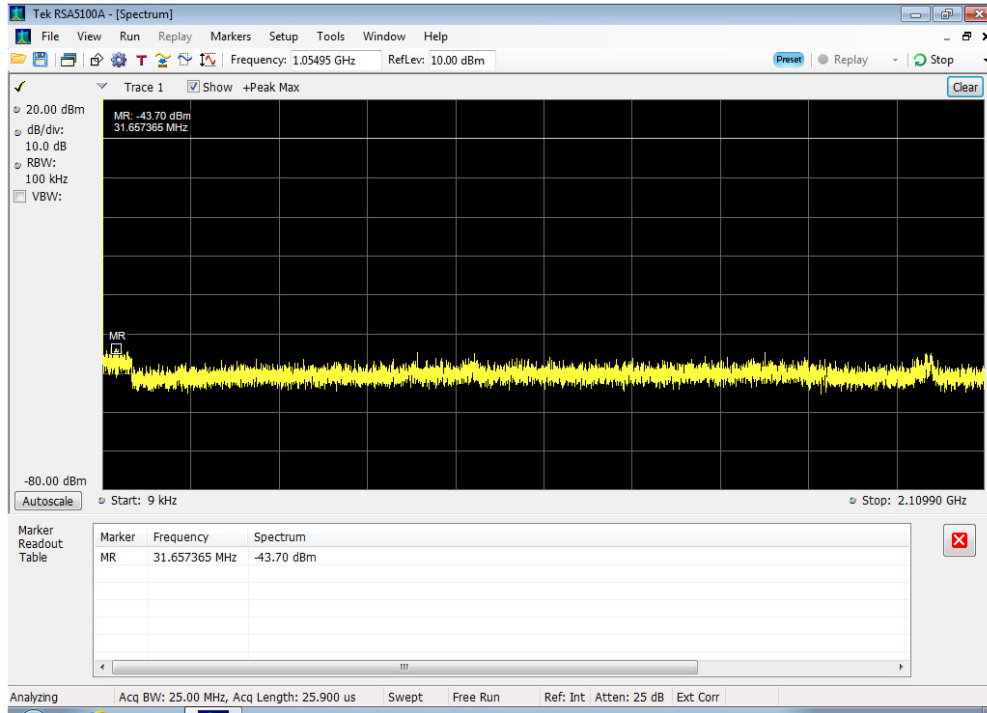 Tek RSA5100A - [Spectrum]
File View Run Replay Markers Setup Tools Window Help
Frequency: 1.05495 GHz RefLev: 10.00 dBm Preset Replay Stop
Trace 1 Show +Peak Max Clear
20.00 dBm
dB/div:
10.0 dB
RBW:
100 kHz
VBW:
MR: -43.70 dBm
31.657365 MHz
MR
-80.00 dBm
Autoscale Start: 9 kHz Stop: 2.10990 GHz
Marker
Readout
Table
Marker Frequency Spectrum
MR 31.657365 MHz -43.70 dBm
Analyzing Acq BW: 25.00 MHz, Acq Length: 25.900 us Swept Free Run Ref: Int Atten: 25 dB Ext Corr